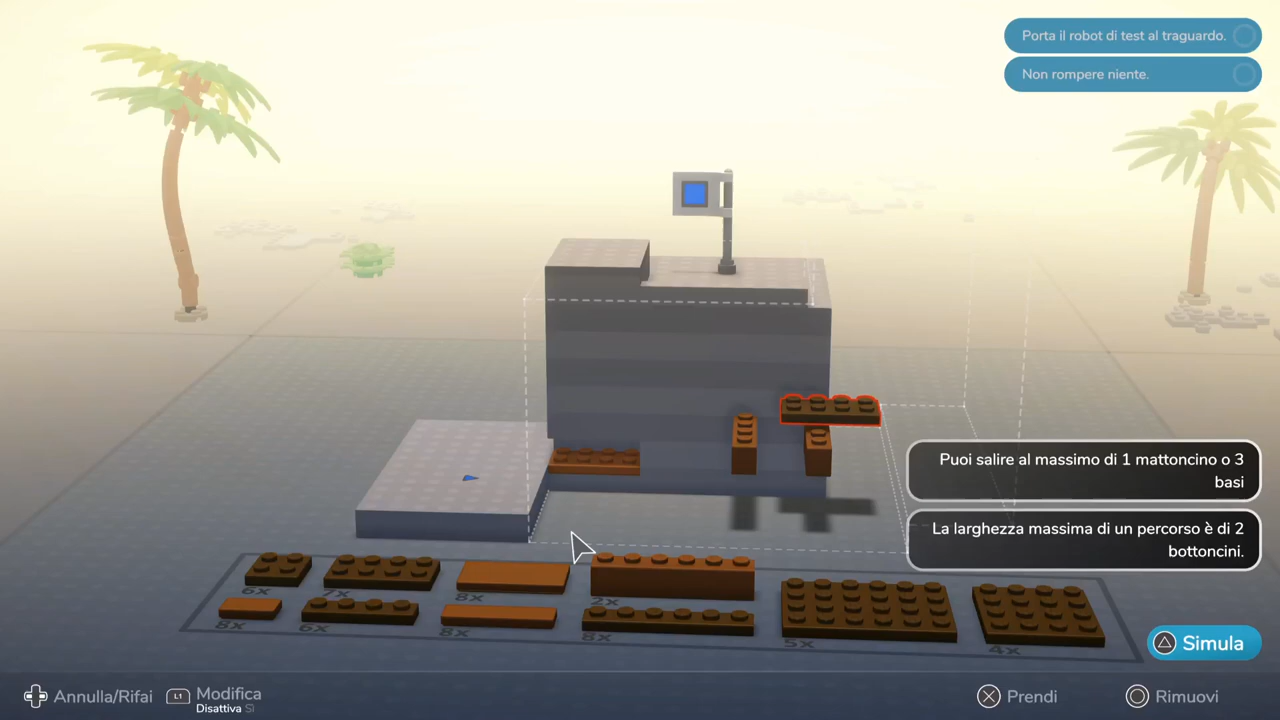 Porta il robot di test al traguardo.
Non rompere niente.
Puoi salire al massimo di 1 mattoncino o 3
basi
La larghezza massima di un percorso è di 2
bottoncini.
6x
7x
8x
2x
8x
6x
8x
8x
5x
4x
Simula
Annulla/Rifai
L1
Modifica
Disattiva Sì
Prendi
Rimuovi